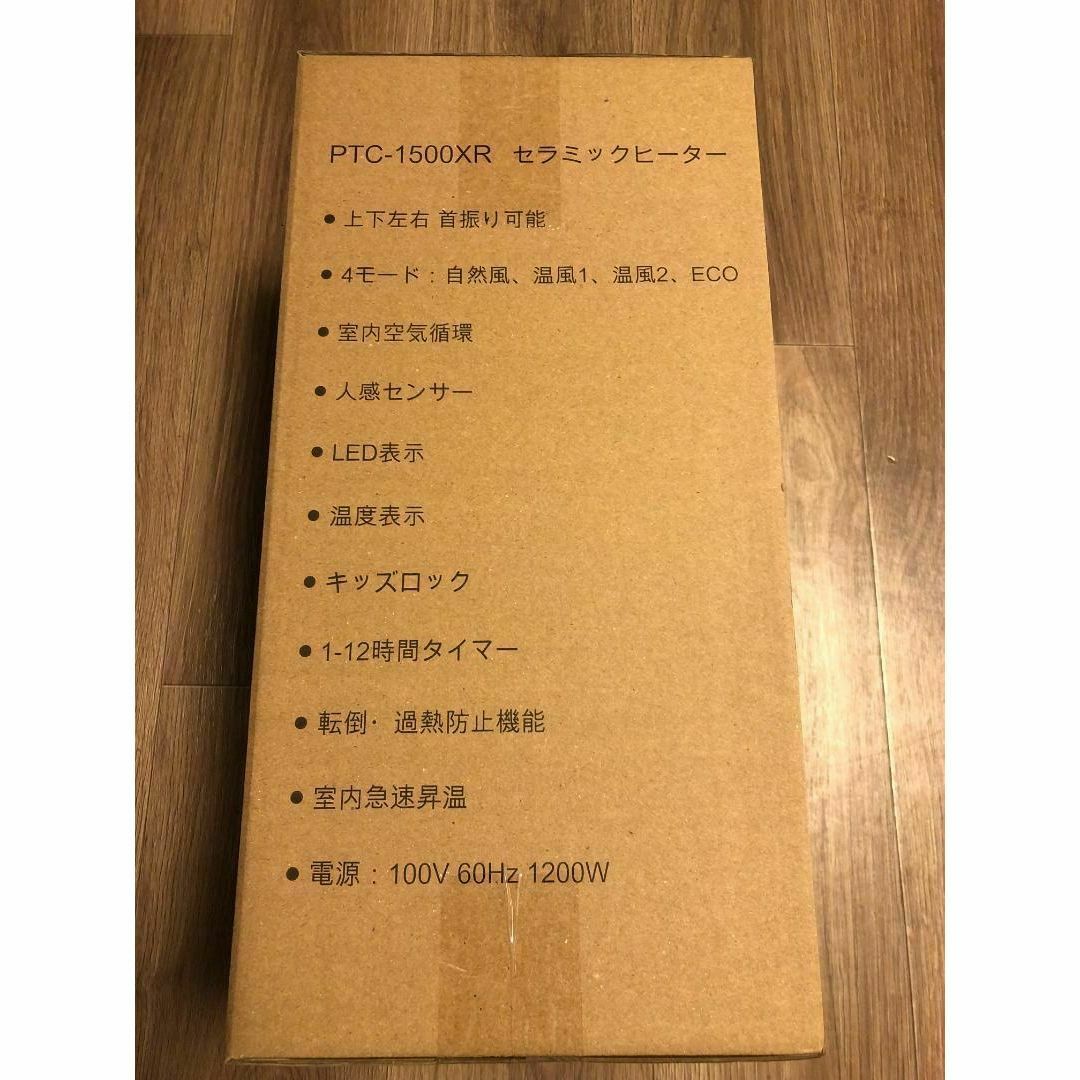 PTC-1500XR セラミックヒーター
● 上下左右 首振り可能
● 4モード：自然風、温風1、温風2、ECO
● 室内空気循環
● 人感センサー
● LED表示
● 温度表示
● キッズロック
● 1-12時間タイマー
● 転倒・過熱防止機能
● 室内急速昇温
● 電源：100V 60Hz 1200W